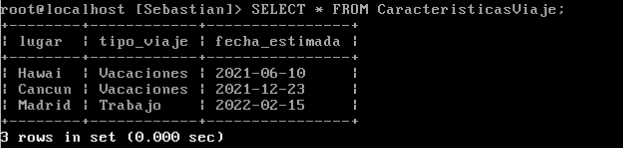 root@localhost [Sebastian]> SELECT * FROM CaracteristicasViaje;
+--------+------------+----------------+
| lugar | tipo_viaje | fecha_estimada |
+--------+------------+----------------+
| Hawai | Vacaciones | 2021-06-10 |
| Cancun | Vacaciones | 2021-12-23 |
| Madrid | Trabajo | 2022-02-15 |
+--------+------------+----------------+
3 rows in set (0.000 sec)